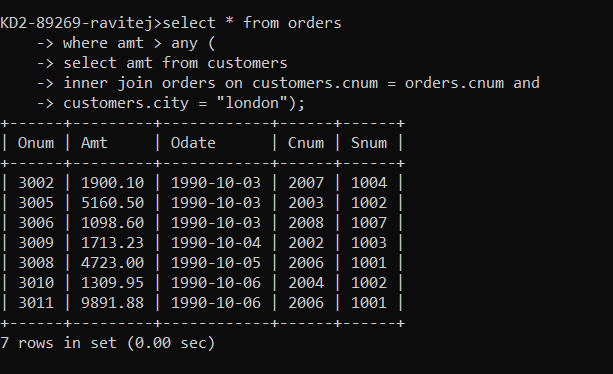 KD2-89269-ravitej>select * from orders
    -> where amt > any (
    -> select amt from customers
    -> inner join orders on customers.cnum = orders.cnum and
    -> customers.city = "london");
+------+---------+------------+------+------+
| Onum | Amt     | Odate      | Cnum | Snum |
+------+---------+------------+------+------+
| 3002 | 1900.10 | 1990-10-03 | 2007 | 1004 |
| 3005 | 5160.50 | 1990-10-03 | 2003 | 1002 |
| 3006 | 1098.60 | 1990-10-03 | 2008 | 1007 |
| 3009 | 1713.23 | 1990-10-04 | 2002 | 1003 |
| 3008 | 4723.00 | 1990-10-05 | 2006 | 1001 |
| 3010 | 1309.95 | 1990-10-06 | 2004 | 1002 |
| 3011 | 9891.88 | 1990-10-06 | 2006 | 1001 |
+------+---------+------------+------+------+
7 rows in set (0.00 sec)